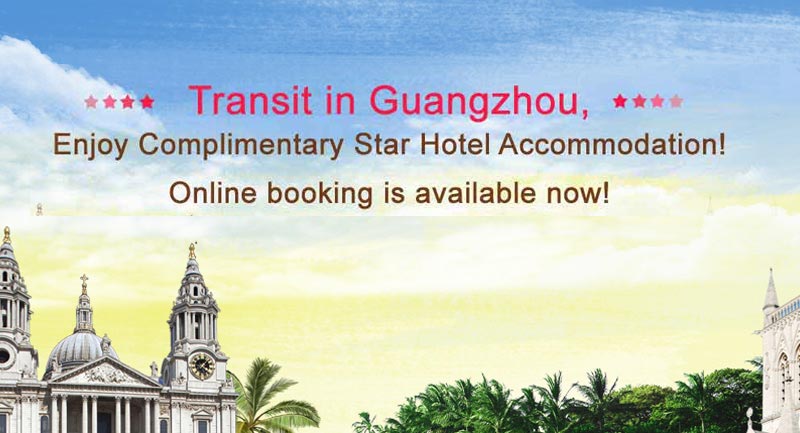 Transit in Guangzhou,
Enjoy Complimentary Star Hotel Accommodation!
Online booking is available now!